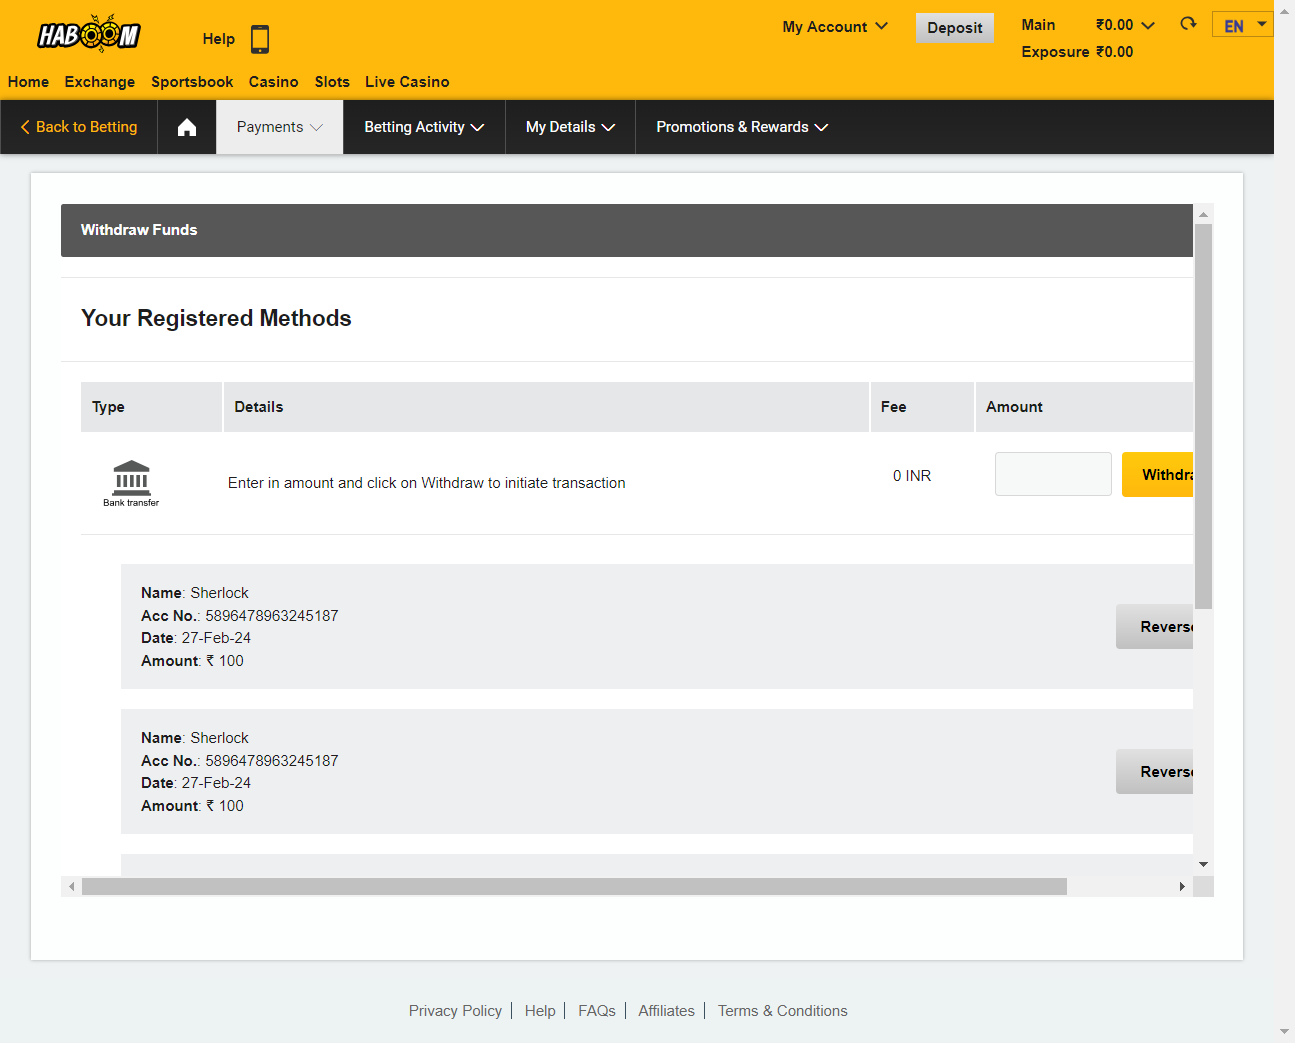 HABOOM
Help
My Account
Deposit
Main ₹0.00
Exposure ₹0.00
EN
Home Exchange Sportsbook Casino Slots Live Casino
Back to Betting Payments Betting Activity My Details Promotions & Rewards
Withdraw Funds
Your Registered Methods
Type Details Fee Amount
Bank transfer
Enter in amount and click on Withdraw to initiate transaction
0 INR
Withdra
Name: Sherlock
Acc No.: 5896478963245187
Date: 27-Feb-24
Amount: ₹ 100
Revers
Name: Sherlock
Acc No.: 5896478963245187
Date: 27-Feb-24
Amount: ₹ 100
Revers
Privacy Policy | Help | FAQs | Affiliates | Terms & Conditions